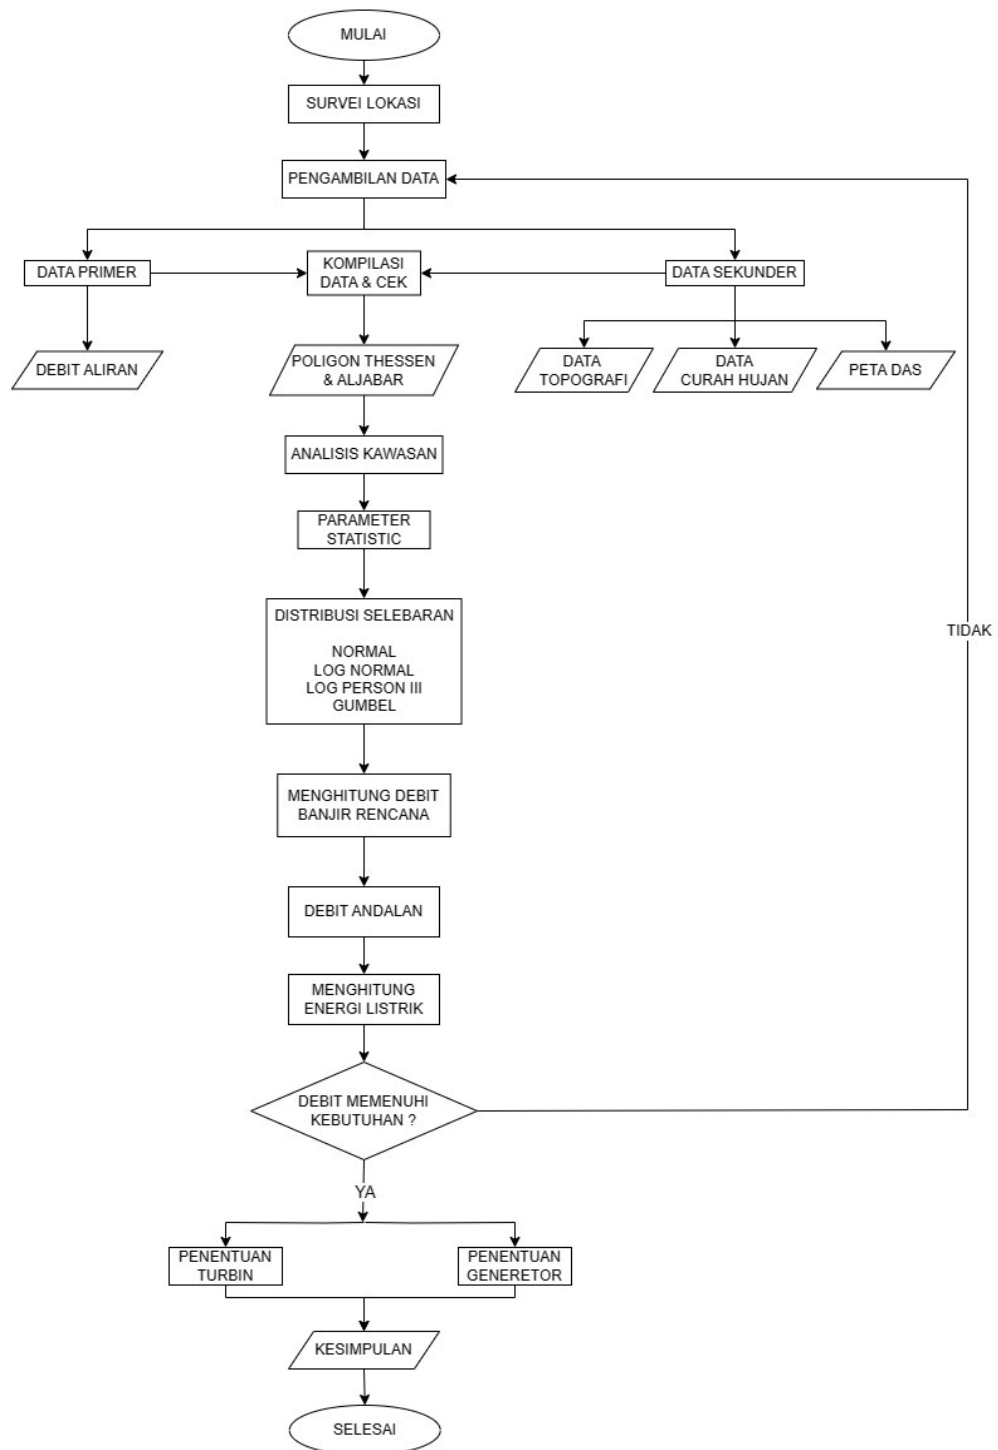 MULAI
SURVEI LOKASI
PENGAMBILAN DATA
DATA PRIMER
KOMPILASI
DATA & CEK
DATA SEKUNDER
DEBIT ALIRAN
POLIGON THESSEN
& ALJABAR
DATA
TOPOGRAFI
DATA
CURAH HUJAN
PETA DAS
ANALISIS KAWASAN
PARAMETER
STATISTIC
DISTRIBUSI SELEBARAN
NORMAL
LOG NORMAL
LOG PERSON III
GUMBEL
TIDAK
MENGHITUNG DEBIT
BANJIR RENCANA
DEBIT ANDALAN
MENGHITUNG
ENERGI LISTRIK
DEBIT MEMENUHI
KEBUTUHAN ?
YA
PENENTUAN
TURBIN
PENENTUAN
GENERETOR
KESIMPULAN
SELESAI